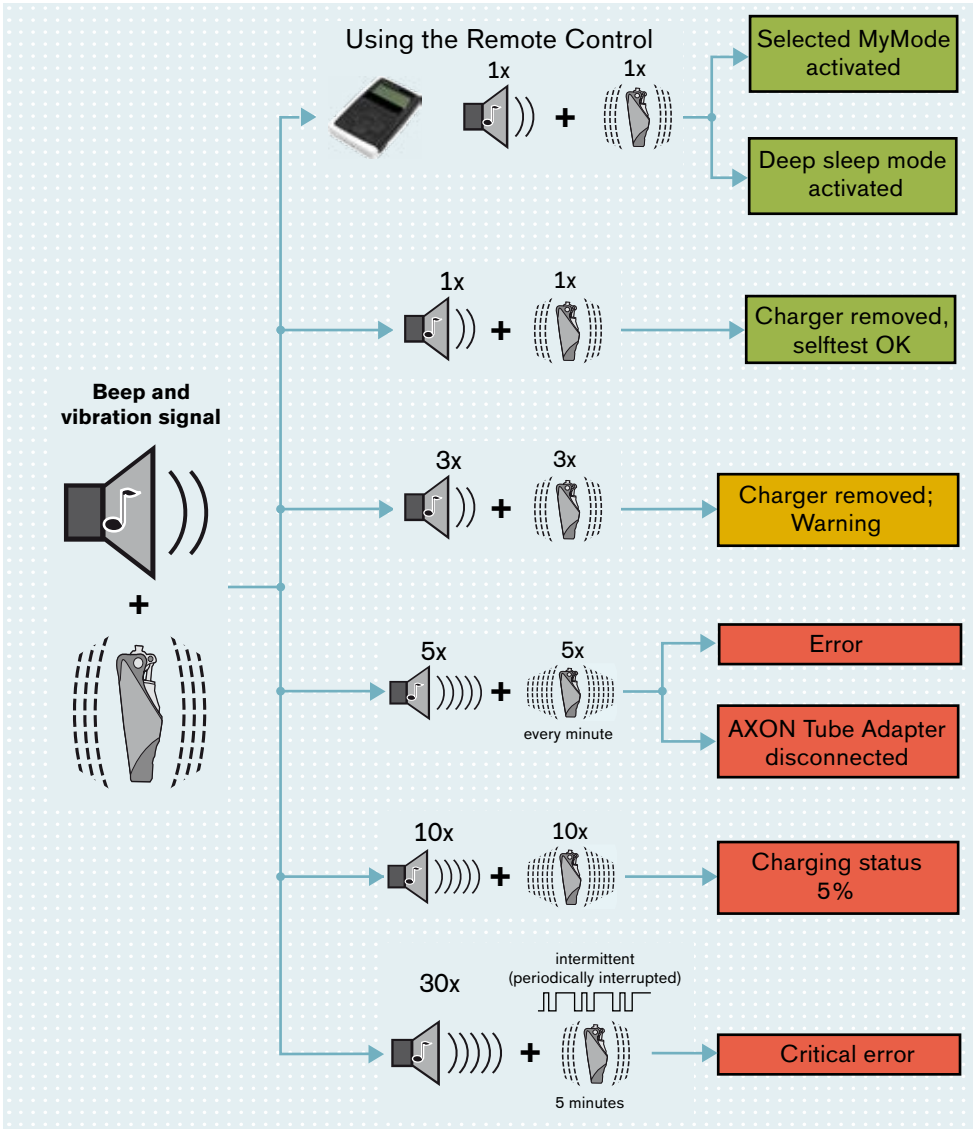 Using the Remote Control
1x
1x
Selected MyMode
activated
Deep sleep mode
activated
+
1x
1x
+
Charger removed,
selftest OK
Beep and
vibration signal
+
3x
3x
+
Charger removed;
Warning
5x
5x
+
every minute
Error
AXON Tube Adapter
disconnected
10x
10x
+
Charging status
5%
30x
intermittent
(periodically interrupted)
+
5 minutes
Critical error